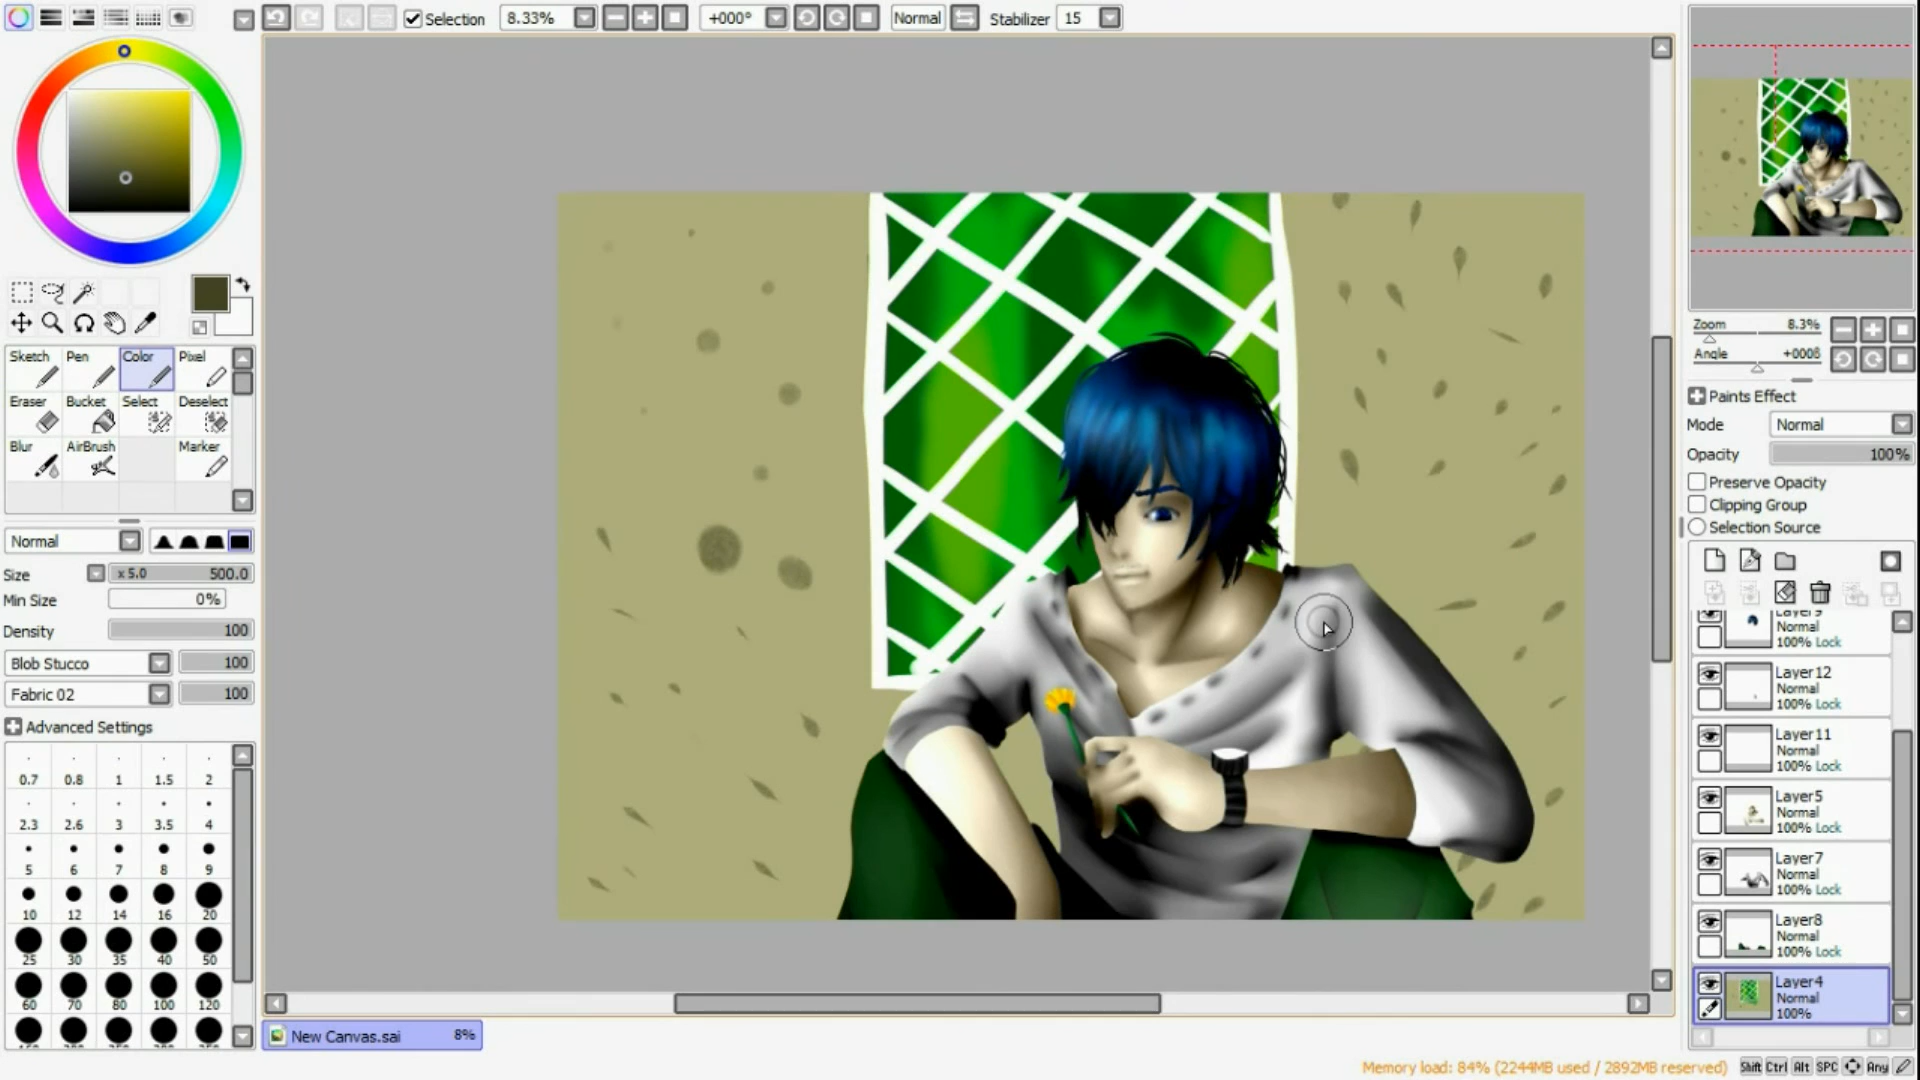 Selection 8.33% +000° Normal Stabilizer 15
Sketch Pen Color Pixel
Eraser Bucket Select Deselect
Blur AirBrush Marker
Normal
Size x 5.0 500.0
Min Size 0%
Density 100
Blob Stucco 100
Fabric 02 100
Advanced Settings
0.7 0.8 1 1.5 2
2.3 2.6 3 3.5 4
5 6 7 8 9
10 12 14 16 20
25 30 35 40 50
60 70 80 100 120
New Canvas.sai 8%
Zoom 8.3%
Angle
Paints Effect
Mode Normal
Opacity 100%
Preserve Opacity
Clipping Group
Selection Source
Layer9
Normal
100% Lock
Layer12
Normal
100% Lock
Layer11
Normal
100% Lock
Layer5
Normal
100% Lock
Layer7
Normal
100% Lock
Layer8
Normal
100% Lock
Layer4
Normal
100%
Memory load: 84% (2244MB used / 2892MB reserved) Shift Ctrl Alt SPC Any